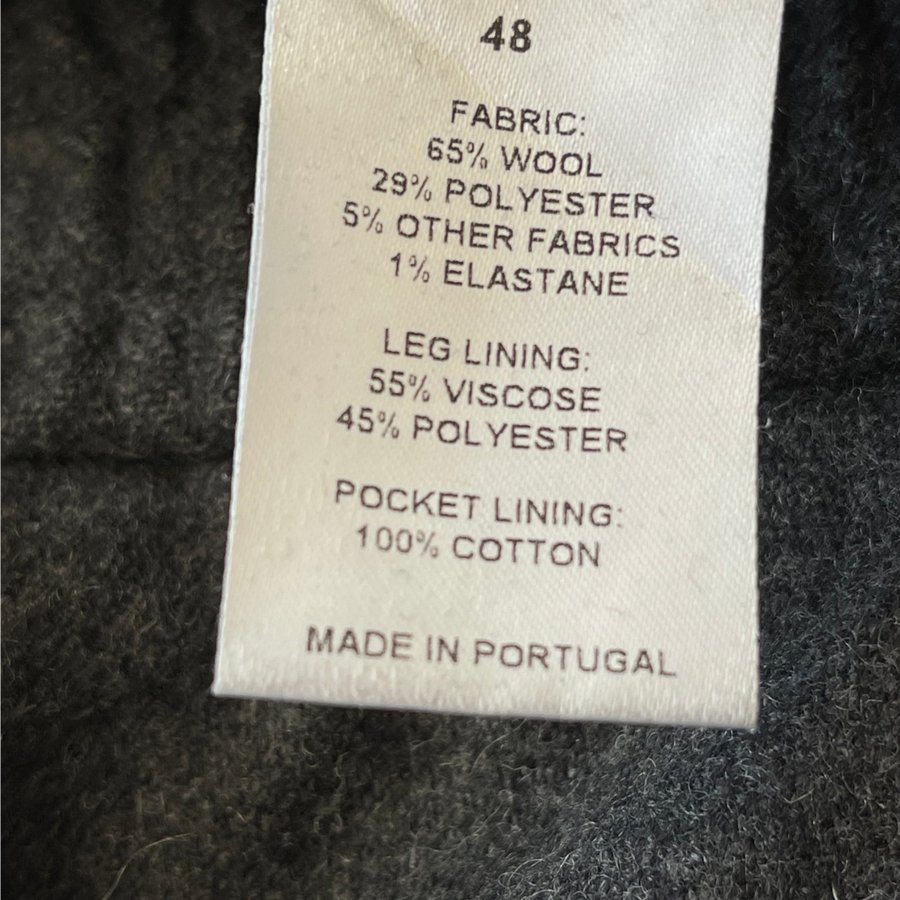 48
FABRIC:
65% WOOL
29% POLYESTER
5% OTHER FABRICS
1% ELASTANE
LEG LINING:
55% VISCOSE
45% POLYESTER
POCKET LINING:
100% COTTON
MADE IN PORTUGAL